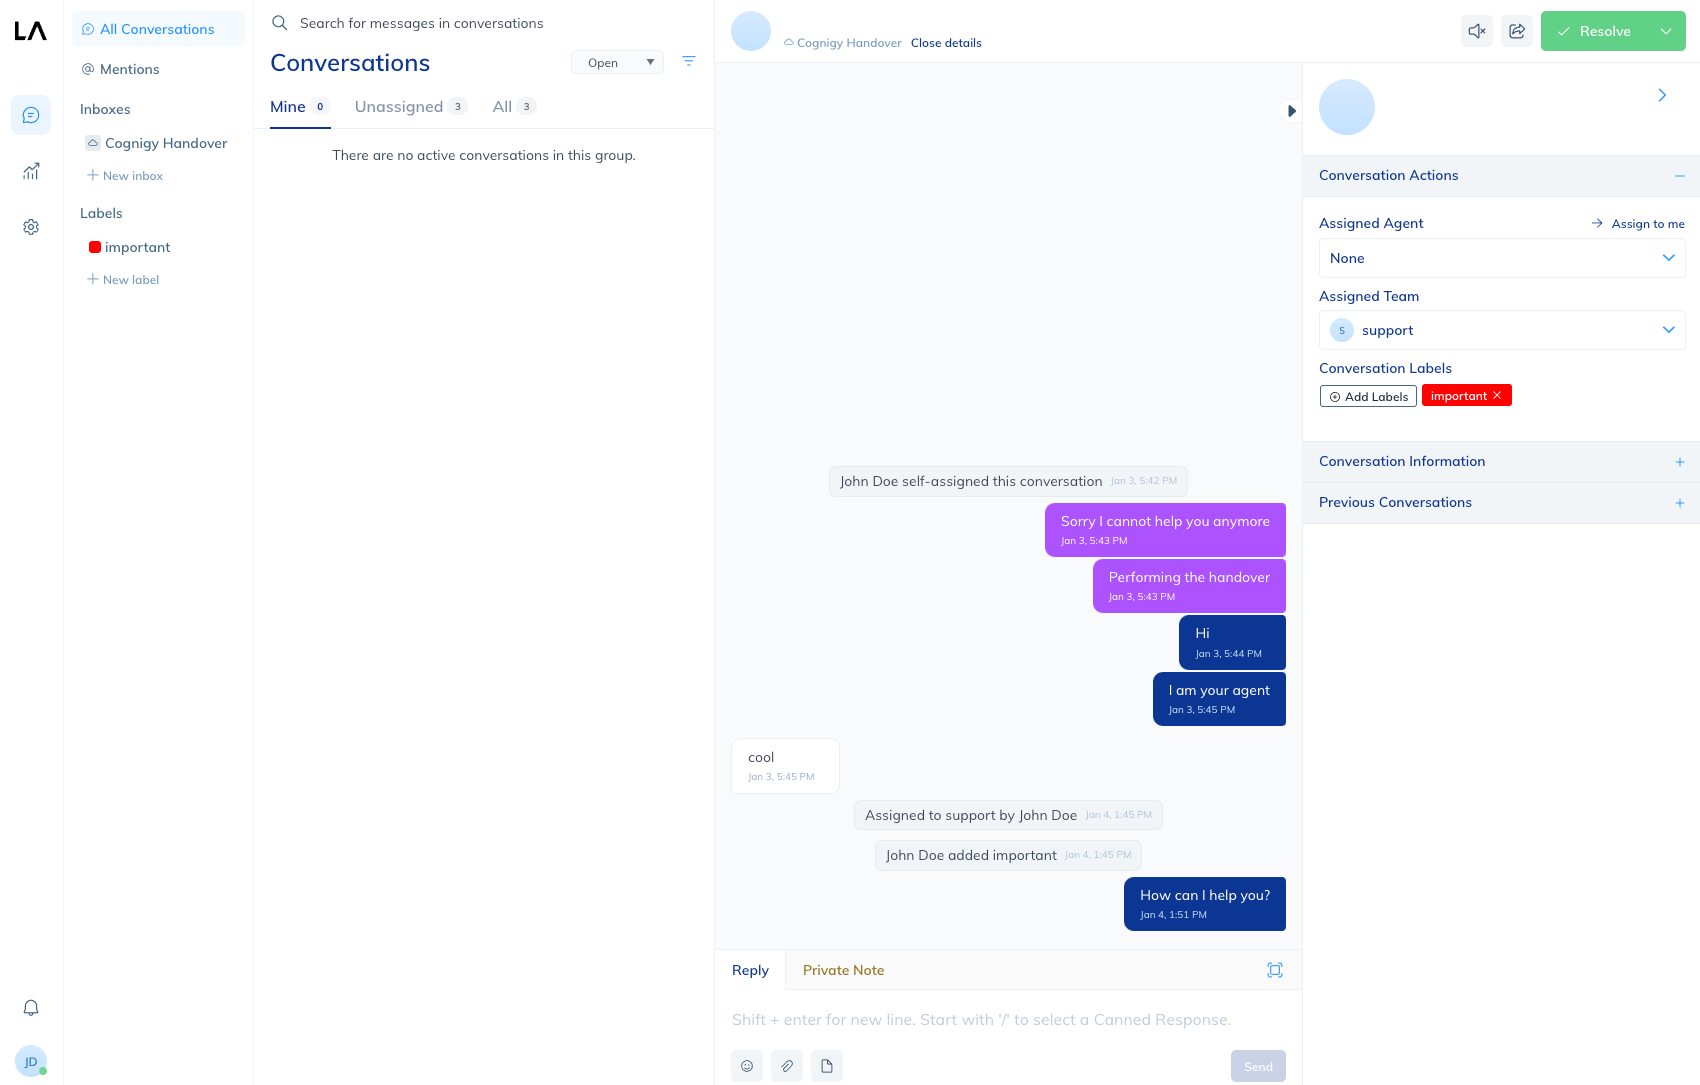 LA
All Conversations
Mentions
Inboxes
Cognigy Handover
New inbox
Labels
important
New label
JD
Search for messages in conversations
Conversations
Open
Mine 0 Unassigned 3 All 3
There are no active conversations in this group.
Cognigy Handover Close details
Resolve
John Doe self-assigned this conversation Jan 3, 5:42 PM
Sorry I cannot help you anymore
Jan 3, 5:43 PM
Performing the handover
Jan 3, 5:43 PM
Hi
Jan 3, 5:44 PM
I am your agent
Jan 3, 5:45 PM
cool
Jan 3, 5:45 PM
Assigned to support by John Doe Jan 4, 1:45 PM
John Doe added important Jan 4, 1:45 PM
How can I help you?
Jan 4, 1:51 PM
Reply Private Note
Shift + enter for new line. Start with '/' to select a Canned Response.
Send
Conversation Actions
Assigned Agent Assign to me
None
Assigned Team
S support
Conversation Labels
Add Labels important
Conversation Information
Previous Conversations